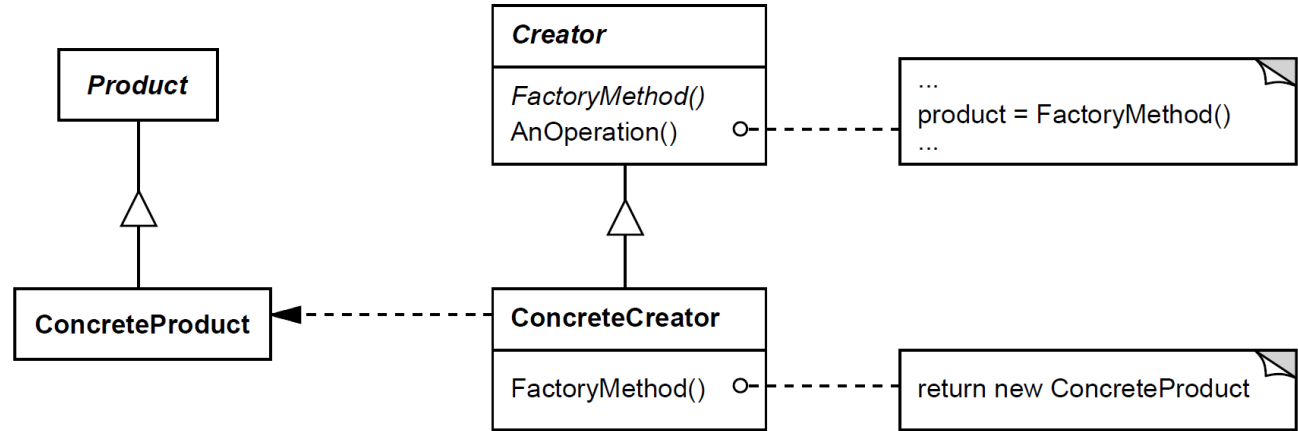 Product
ConcreteProduct
Creator
FactoryMethod()
AnOperation()
...
product = FactoryMethod()
...
ConcreteCreator
FactoryMethod()
return new ConcreteProduct